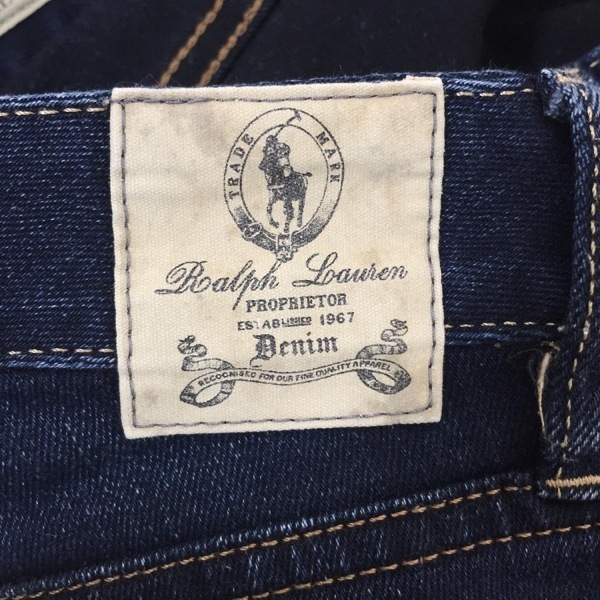 TRADE MARK
Ralph Lauren
PROPRIETOR
ESTABLISHED 1967
Denim
RECOGNISED FOR OUR FINE QUALITY APPAREL